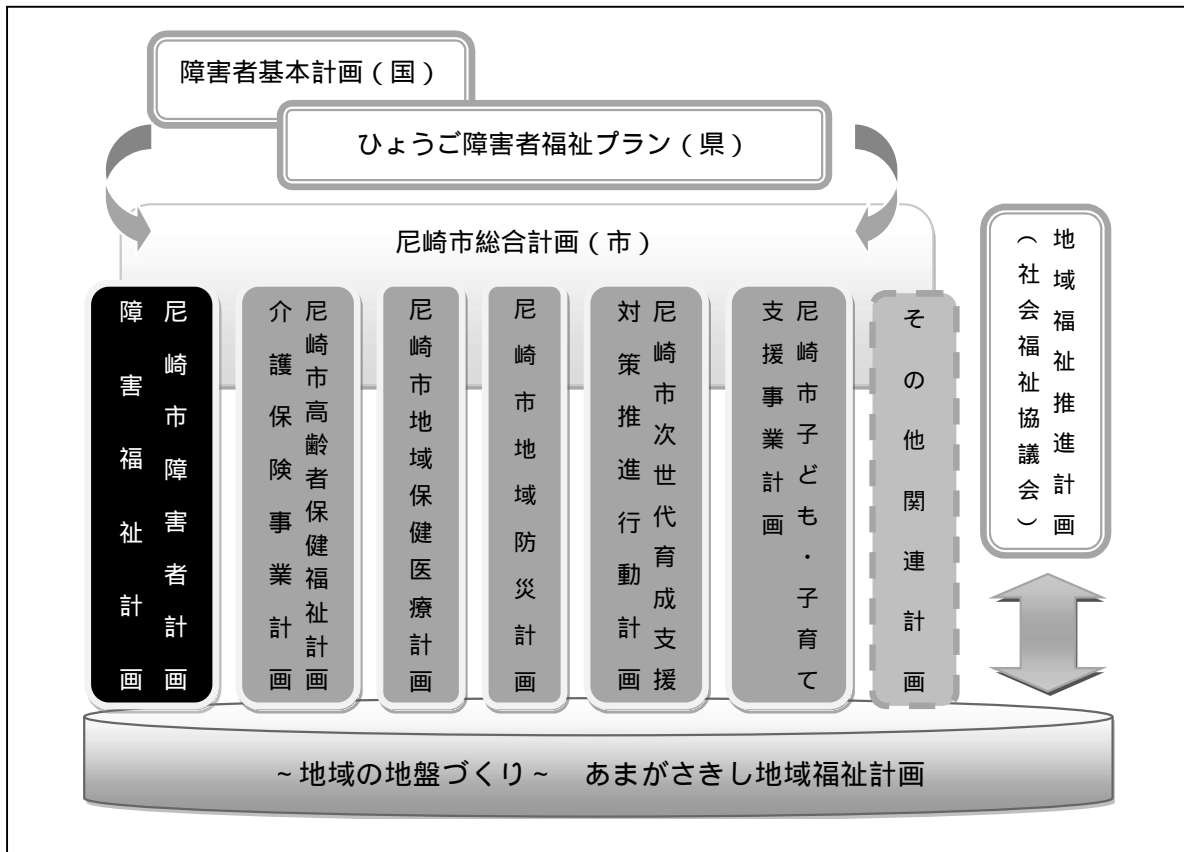 障害者基本計画(国)
ひょうご障害者福祉プラン(県)
尼崎市総合計画(市)
尼崎市障害者計画
障害福祉計画
尼崎市高齢者保健福祉計画
介護保険事業計画
尼崎市地域保健医療計画
尼崎市地域防災計画
尼崎市次世代育成支援
対策推進行動計画
尼崎市子ども・子育て
支援事業計画
その他関連計画
地域福祉推進計画
(社会福祉協議会)
~地域の地盤づくり~ あまがさきし地域福祉計画